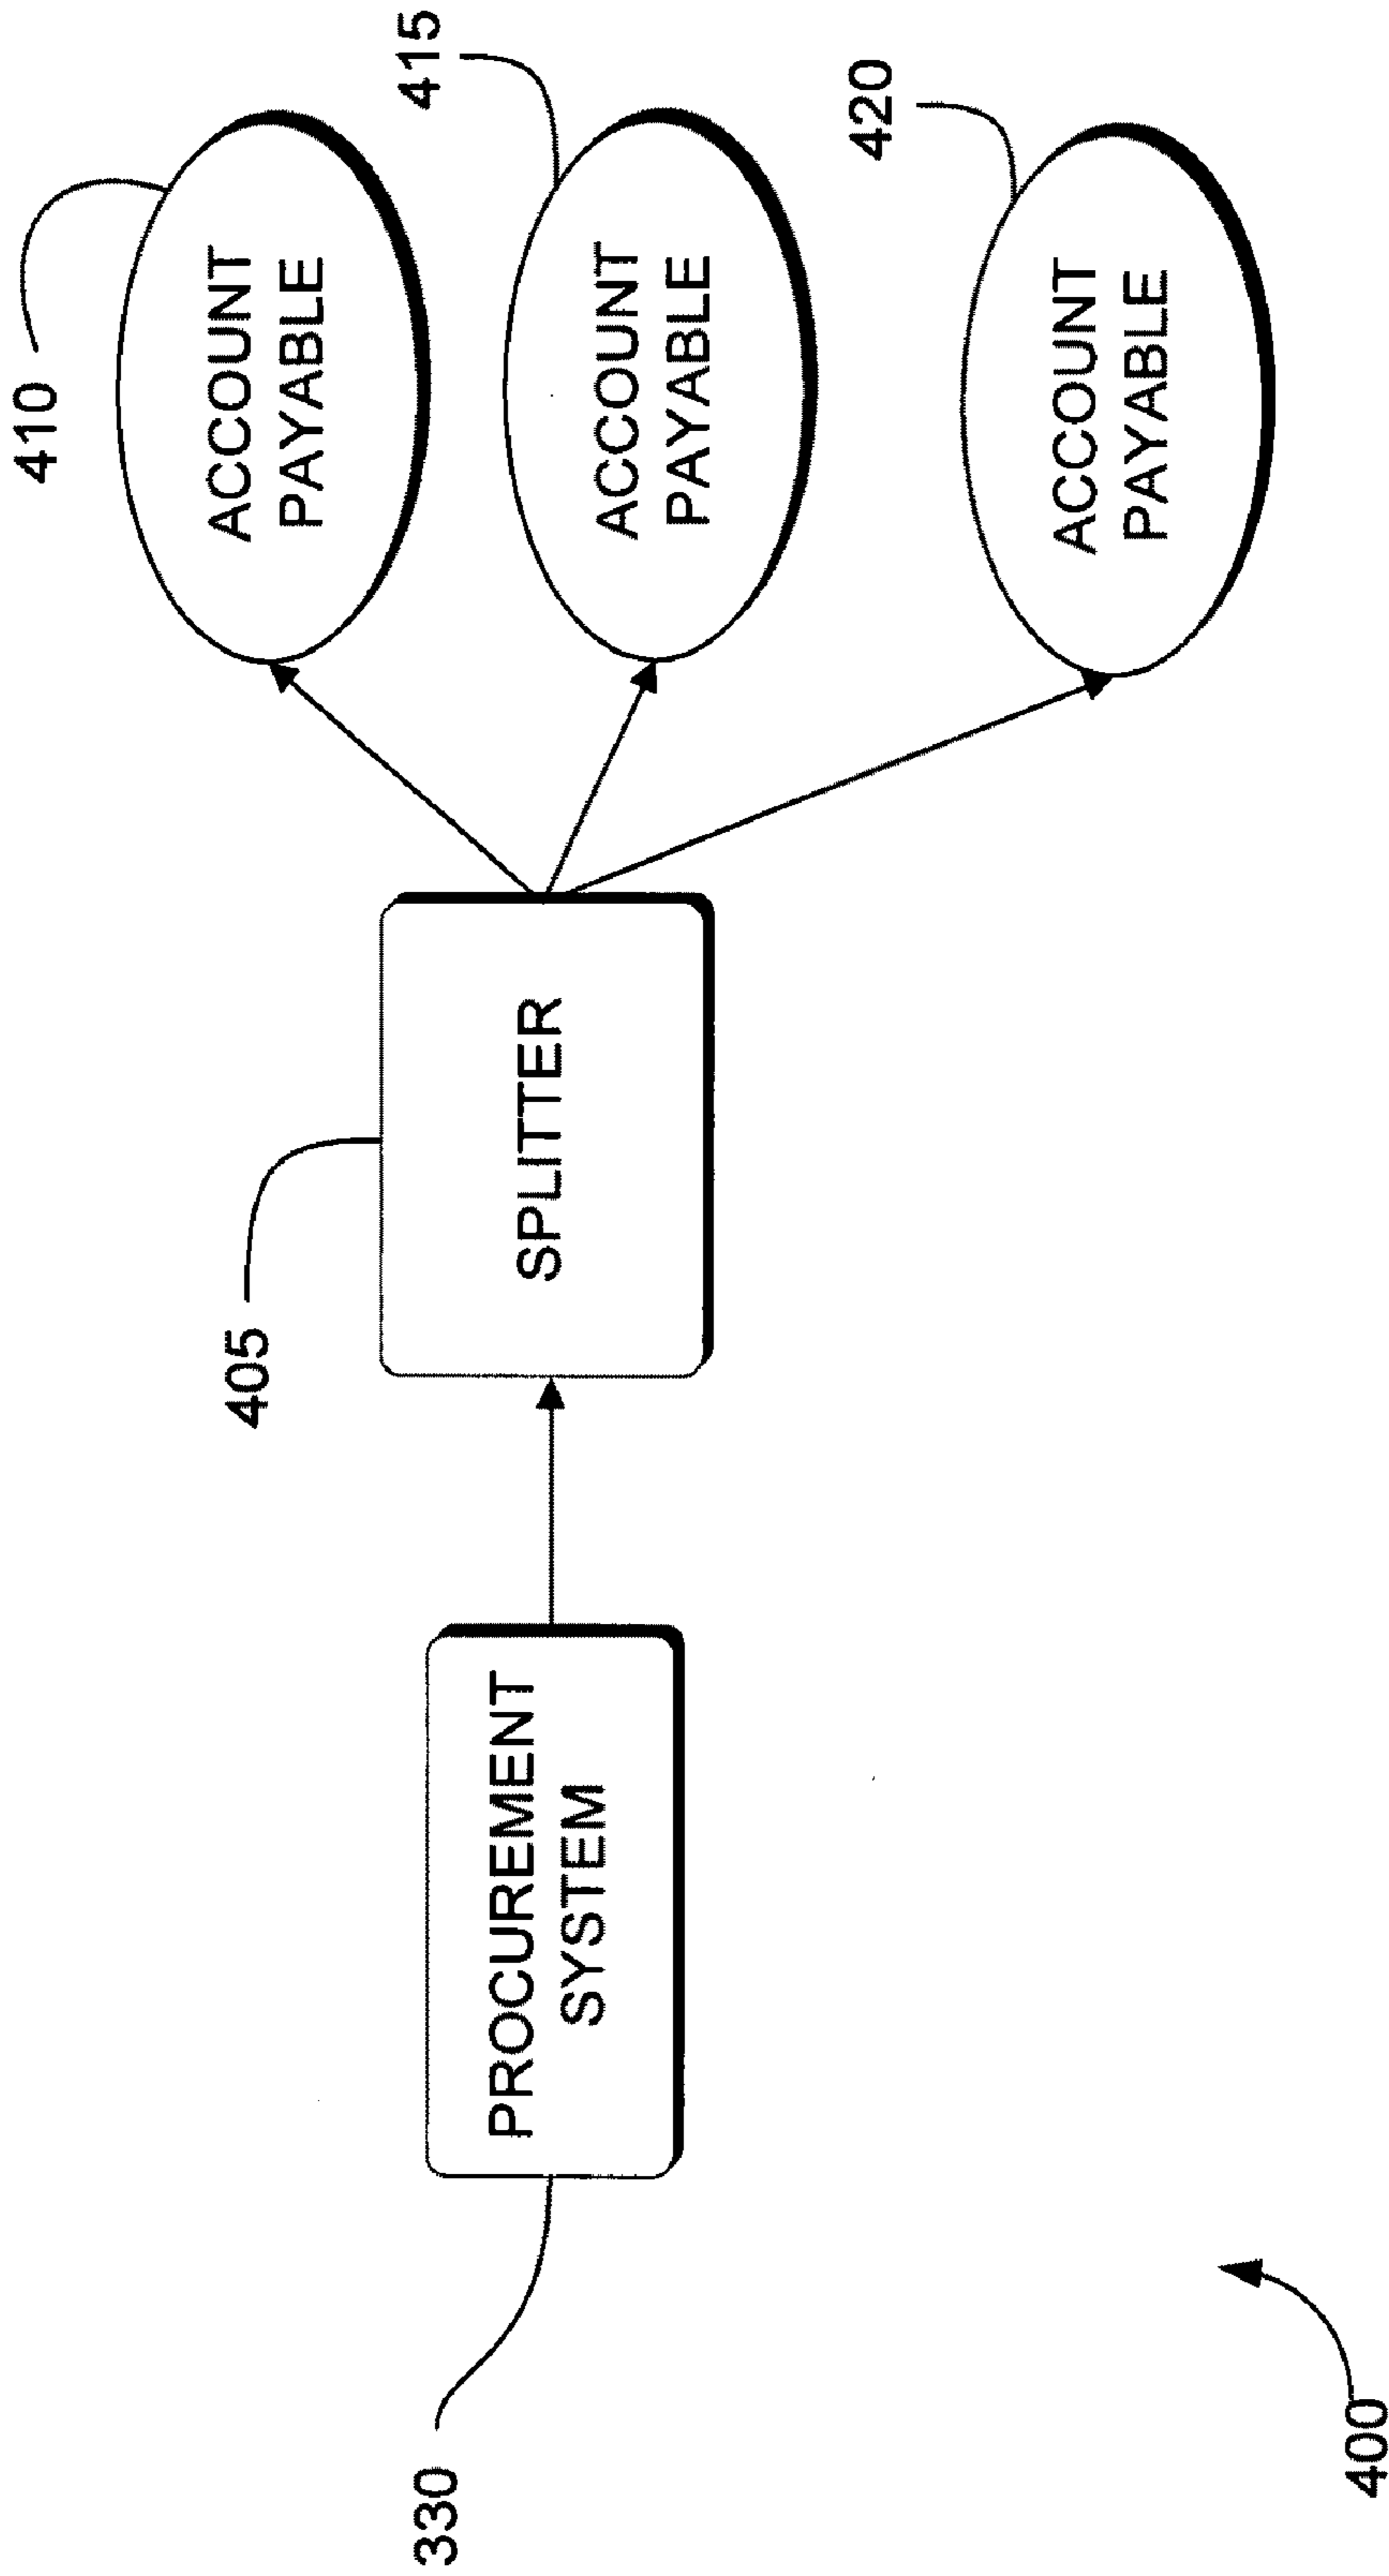 410
ACCOUNT
PAYABLE
415
ACCOUNT
PAYABLE
420
ACCOUNT
PAYABLE
405
SPLITTER
PROCUREMENT
SYSTEM
330
400